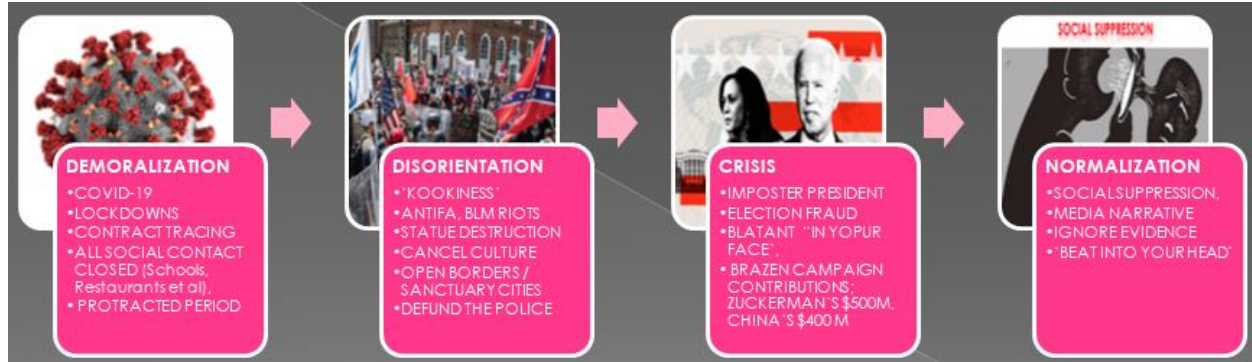 SOCIAL SUPPRESSION
DEMORALIZATION
•COVID-19
•LOCKDOWNS
•CONTRACT TRACING
•ALL SOCIAL CONTACT
CLOSED (Schools,
Restaurants et al),
• PROTRACTED PERIOD
DISORIENTATION
•'KOOKINESS'
•ANTIFA, BLM RIOTS
•STATUE DESTRUCTION
•CANCEL CULTURE
•OPEN BORDERS /
SANCTUARY CITIES
•DEFUND THE POLICE
CRISIS
•IMPOSTER PRESIDENT
•ELECTION FRAUD
•BLATANT "IN YOPUR
FACE',
• BRAZEN CAMPAIGN
CONTRIBUTIONS;
ZUCKERMAN'S $500M,
CHINA'S $400 M
NORMALIZATION
•SOCIAL SUPPRESSION,
•MEDIA NARRATIVE
•IGNORE EVIDENCE
•'BEAT INTO YOUR HEAD'